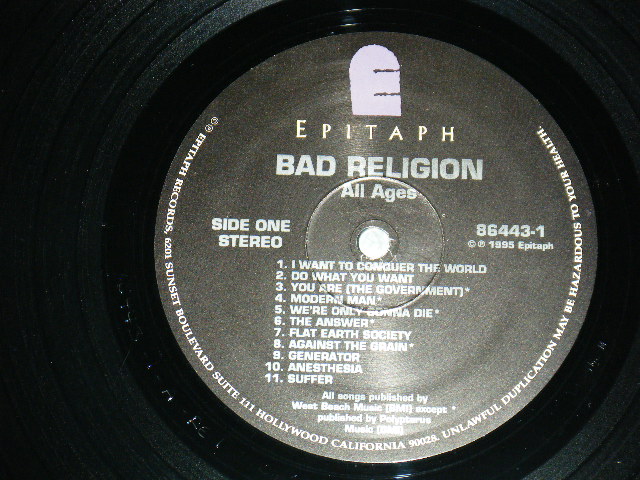 EPITAPH
BAD RELIGION
All Ages
SIDE ONE
STEREO
86443-1
© ℗ 1995 Epitaph
1. I WANT TO CONQUER THE WORLD
2. DO WHAT YOU WANT
3. YOU ARE (THE GOVERNMENT)*
4. MODERN MAN*
5. WE'RE ONLY GONNA DIE*
6. THE ANSWER*
7. FLAT EARTH SOCIETY
8. AGAINST THE GRAIN*
9. GENERATOR
10. ANESTHESIA
11. SUFFER
All songs published by
West Beach Music (BMI) except *
published by Polypterus
Music (BMI)
℗© EPITAPH RECORDS, 6201 SUNSET BOULEVARD SUITE 111 HOLLYWOOD CALIFORNIA 90028. UNLAWFUL DUPLICATION MAY BE HAZARDOUS TO YOUR HEALTH.